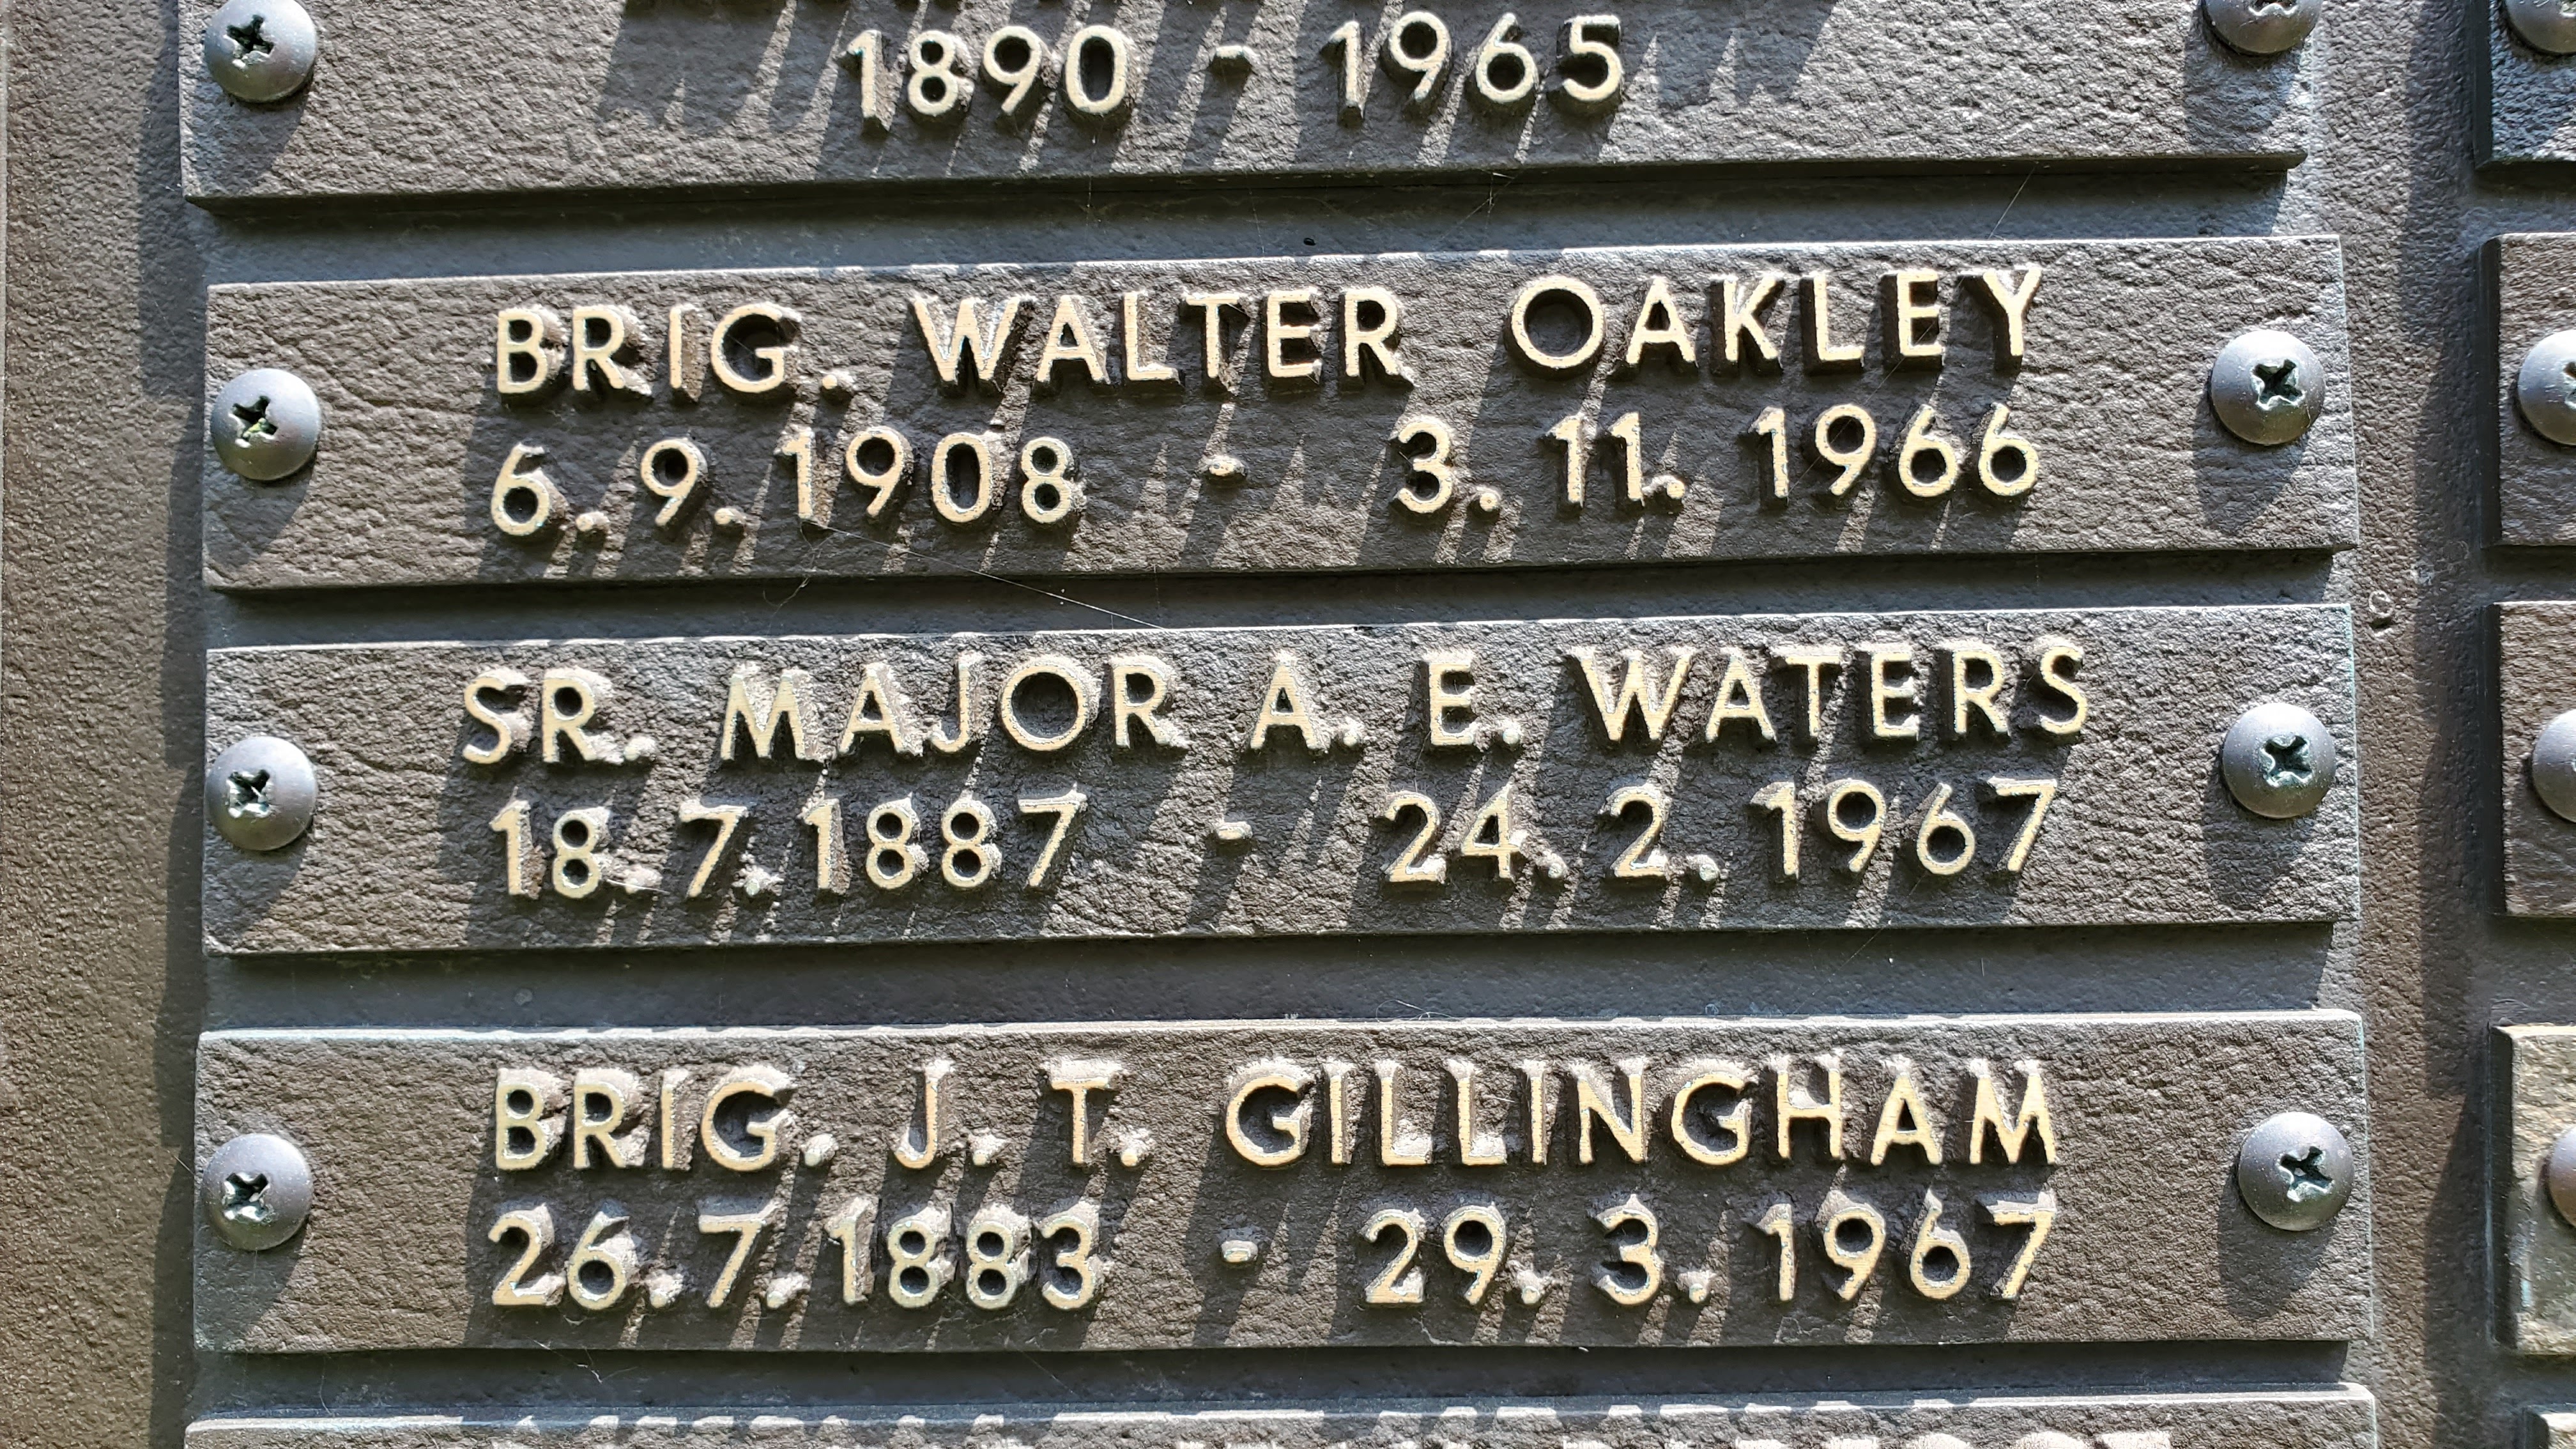 1890 - 1965
BRIG. WALTER OAKLEY
6.9.1908 - 3.11.1966
SR. MAJOR A. E. WATERS
18.7.1887 - 24.2.1967
BRIG. J. T. GILLINGHAM
26.7.1883 - 29.3.1967